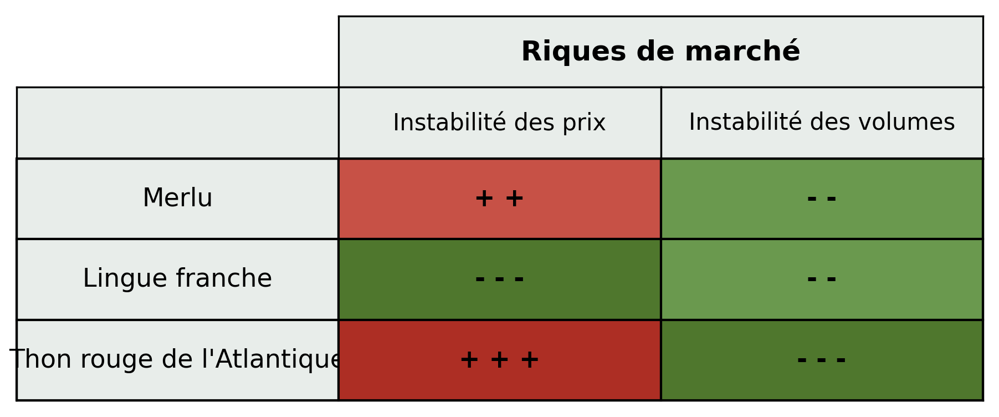 Riques de marché
Instabilité des prix Instabilité des volumes
Merlu + + - -
Lingue franche - - - - -
Thon rouge de l'Atlantique + + + - - -